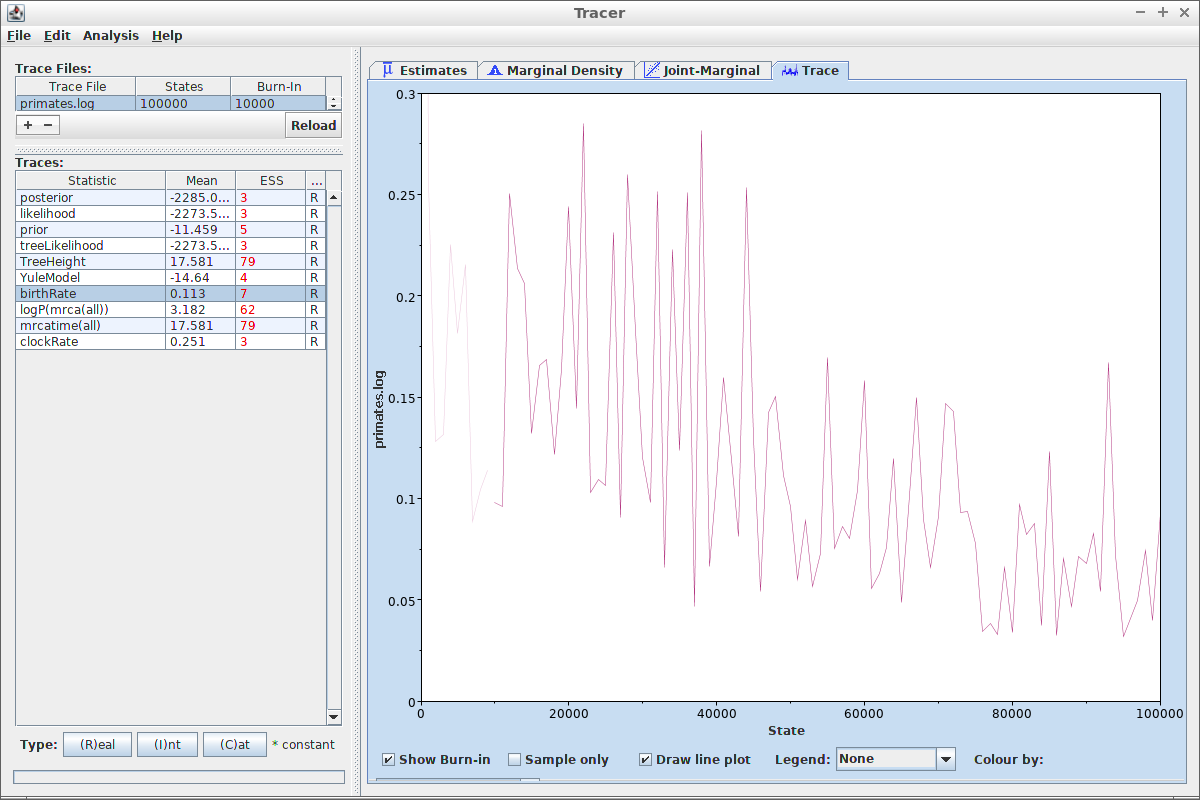 Tracer
File Edit Analysis Help
Trace Files:
Trace File States Burn-In
primates.log 100000 10000
+ − Reload
Traces:
Statistic Mean ESS ...
posterior -2285.0... 3 R
likelihood -2273.5... 3 R
prior -11.459 5 R
treeLikelihood -2273.5... 3 R
TreeHeight 17.581 79 R
YuleModel -14.64 4 R
birthRate 0.113 7 R
logP(mrca(all)) 3.182 62 R
mrcatime(all) 17.581 79 R
clockRate 0.251 3 R
Type: (R)eal (I)nt (C)at * constant
Estimates Marginal Density Joint-Marginal Trace
0.3
0.25
0.2
0.15
0.1
0.05
0
primates.log
0 20000 40000 60000 80000 100000
State
Show Burn-in Sample only Draw line plot Legend: None Colour by: